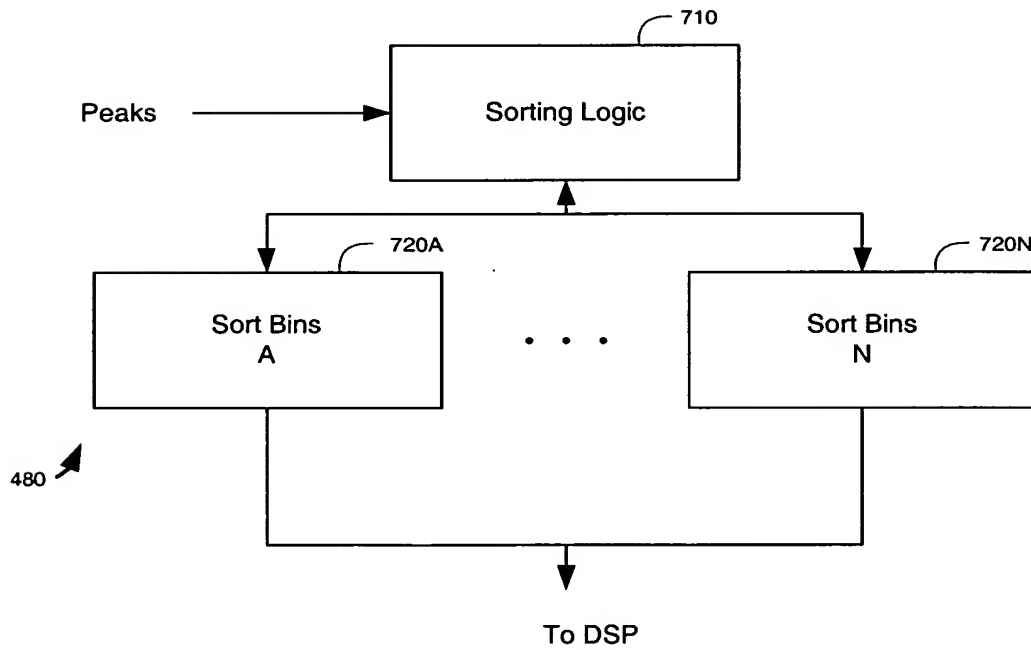 710
Peaks
Sorting Logic
720A
720N
Sort Bins
A
. . .
Sort Bins
N
480
To DSP